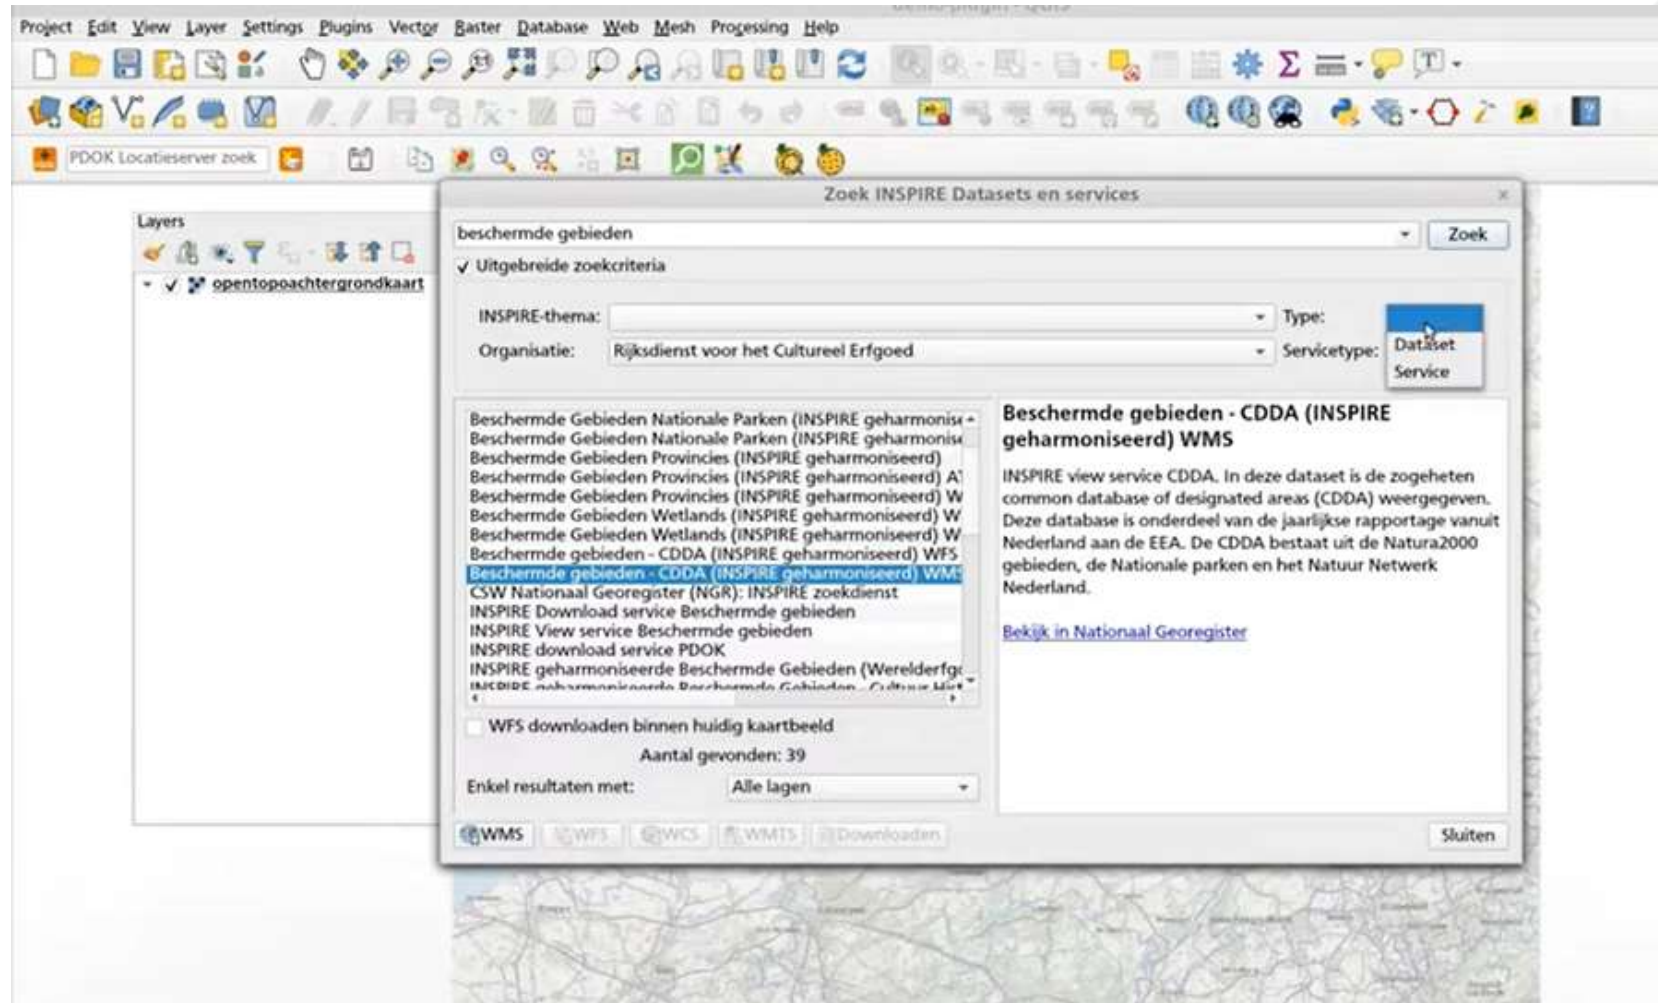 demo-plugin - QGIS
Project Edit View Layer Settings Plugins Vector Raster Database Web Mesh Processing Help
PDOK Locatieserver zoek
Zoek INSPIRE Datasets en services
Layers
opentopoachtergrondkaart
beschermde gebieden
Zoek
Uitgebreide zoekcriteria
INSPIRE-thema:
Type:
Organisatie: Rijksdienst voor het Cultureel Erfgoed
Servicetype:
Dataset
Service
Beschermde Gebieden Nationale Parken (INSPIRE geharmonise
Beschermde Gebieden Nationale Parken (INSPIRE geharmonise
Beschermde Gebieden Provincies (INSPIRE geharmoniseerd)
Beschermde Gebieden Provincies (INSPIRE geharmoniseerd) A
Beschermde Gebieden Provincies (INSPIRE geharmoniseerd) W
Beschermde Gebieden Wetlands (INSPIRE geharmoniseerd) W
Beschermde Gebieden Wetlands (INSPIRE geharmoniseerd) W
Beschermde gebieden - CDDA (INSPIRE geharmoniseerd) WFS
Beschermde gebieden - CDDA (INSPIRE geharmoniseerd) WMS
CSW Nationaal Georegister (NGR): INSPIRE zoekdienst
INSPIRE Download service Beschermde gebieden
INSPIRE View service Beschermde gebieden
INSPIRE download service PDOK
INSPIRE geharmoniseerde Beschermde Gebieden (Werelderfg
INSPIRE geharmoniseerde Beschermde Gebieden - Cultuur Hist
Beschermde gebieden - CDDA (INSPIRE
geharmoniseerd) WMS
INSPIRE view service CDDA. In deze dataset is de zogeheten
common database of designated areas (CDDA) weergegeven.
Deze database is onderdeel van de jaarlijkse rapportage vanuit
Nederland aan de EEA. De CDDA bestaat uit de Natura2000
gebieden, de Nationale parken en het Natuur Netwerk
Nederland.
Bekijk in Nationaal Georegister
WFS downloaden binnen huidig kaartbeeld
Aantal gevonden: 39
Enkel resultaten met: Alle lagen
WMS WFS WCS WMTS Downloaden
Sluiten